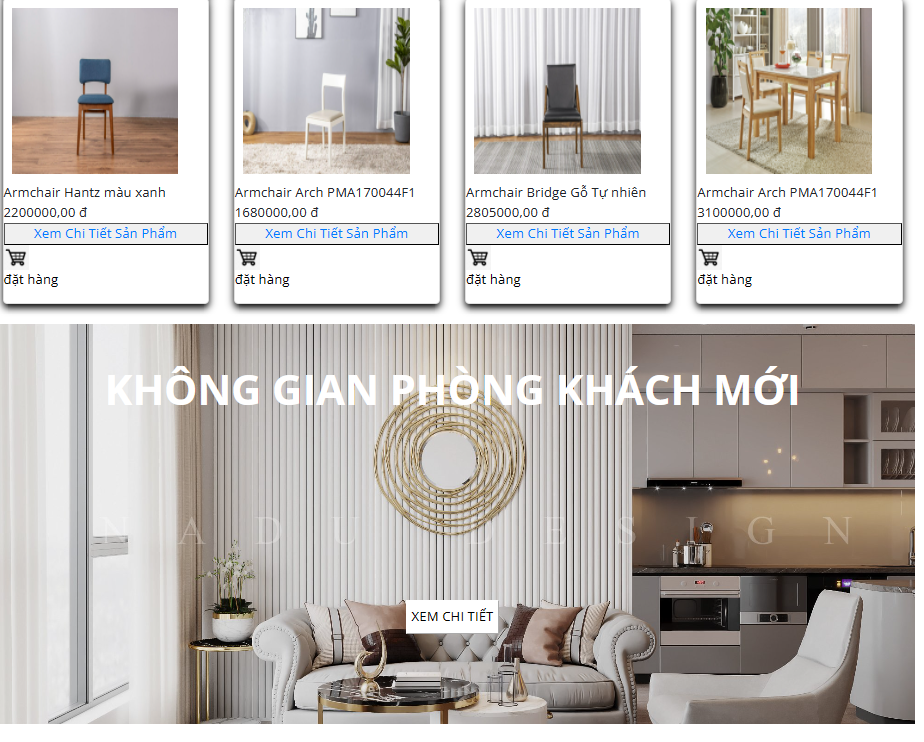 Armchair Hantz màu xanh
2200000,00 đ
Xem Chi Tiết Sản Phẩm
đặt hàng
Armchair Arch PMA170044F1
1680000,00 đ
Xem Chi Tiết Sản Phẩm
đặt hàng
Armchair Bridge Gỗ Tự nhiên
2805000,00 đ
Xem Chi Tiết Sản Phẩm
đặt hàng
Armchair Arch PMA170044F1
3100000,00 đ
Xem Chi Tiết Sản Phẩm
đặt hàng
KHÔNG GIAN PHÒNG KHÁCH MỚI
NADU DESIGN
XEM CHI TIẾT